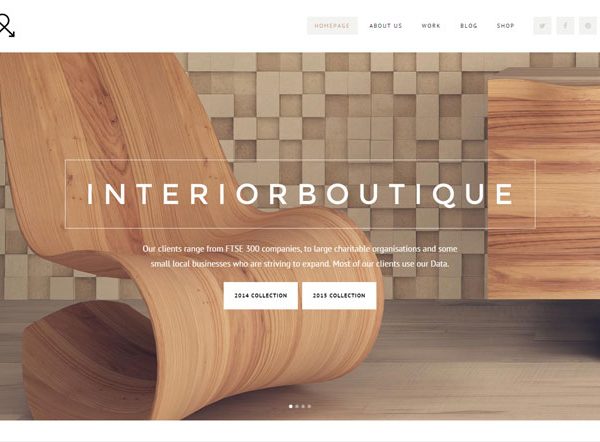 HOMEPAGE ABOUT US WORK BLOG SHOP
INTERIORBOUTIQUE
Our clients range from FTSE 300 companies, to large charitable organisations and some
small local businesses who are striving to expand. Most of our clients use our Data.
2014 COLLECTION 2015 COLLECTION